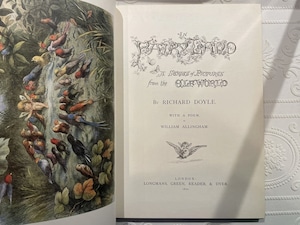 IN
FAIRYLAND
A SERIES OF PICTURES
from the ELF-WORLD
By RICHARD DOYLE.
WITH A POEM,
BY
WILLIAM ALLINGHAM.
LONDON:
LONGMANS, GREEN, READER, & DYER.